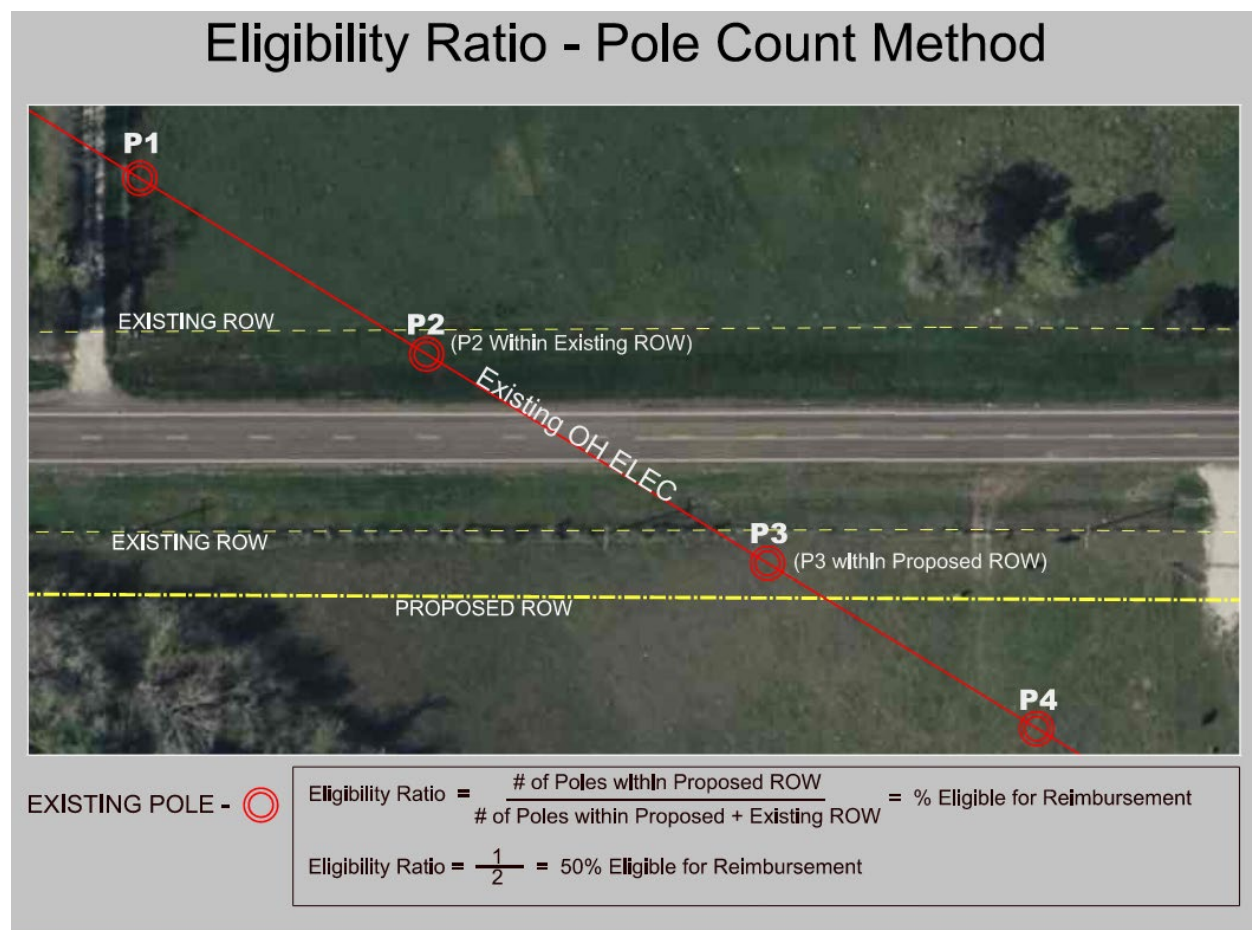 Eligibility Ratio - Pole Count Method
P1
EXISTING ROW
P2
(P2 Within Existing ROW)
Existing OH ELEC
EXISTING ROW
P3
(P3 within Proposed ROW)
PROPOSED ROW
P4
EXISTING POLE -
Eligibility Ratio = # of Poles within Proposed ROW / # of Poles within Proposed + Existing ROW = % Eligible for Reimbursement
Eligibility Ratio = 1/2 = 50% Eligible for Reimbursement